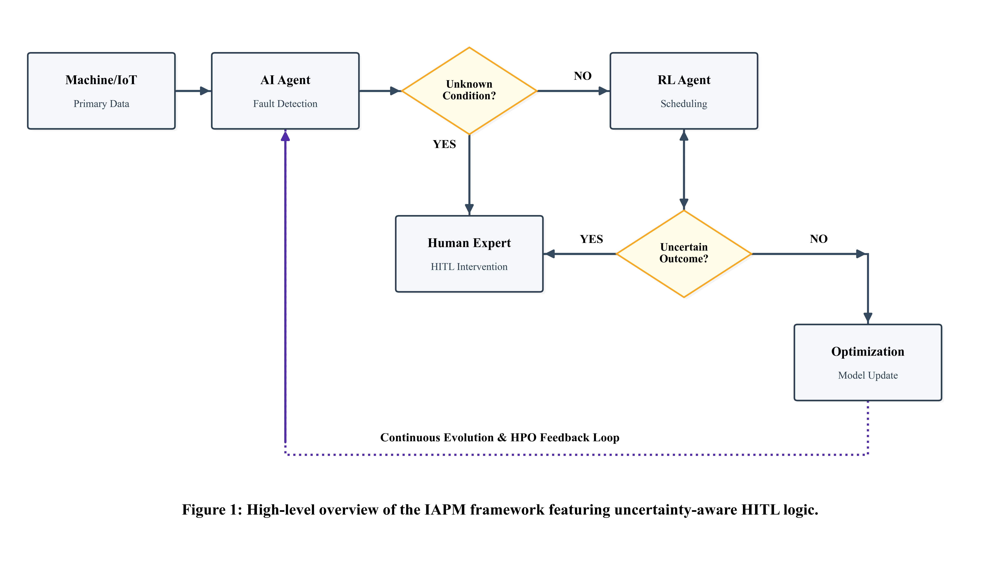 Machine/IoT
Primary Data
AI Agent
Fault Detection
Unknown
Condition?
NO
RL Agent
Scheduling
YES
Human Expert
HITL Intervention
YES
Uncertain
Outcome?
NO
Optimization
Model Update
Continuous Evolution & HPO Feedback Loop
Figure 1: High-level overview of the IAPM framework featuring uncertainty-aware HITL logic.